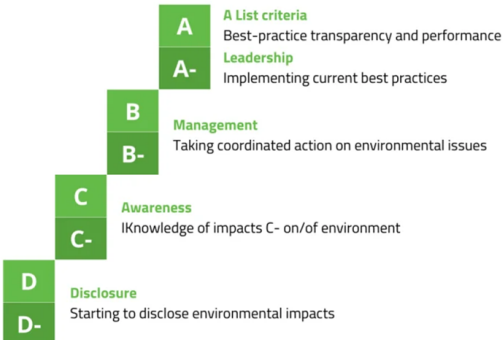 A
A List criteria
Best-practice transparency and performance
A-
Leadership
Implementing current best practices
B
B-
Management
Taking coordinated action on environmental issues
C
C-
Awareness
IKnowledge of impacts C- on/of environment
D
D-
Disclosure
Starting to disclose environmental impacts